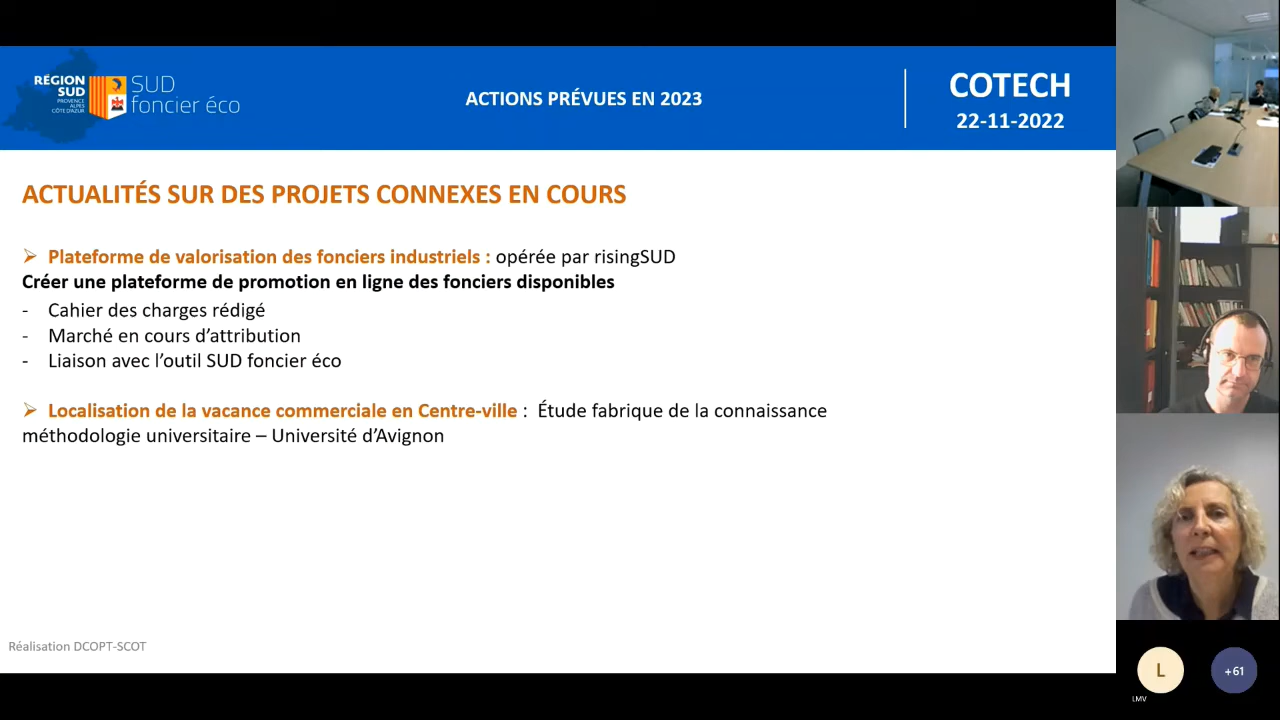 RÉGION
SUD
PROVENCE
ALPES
CÔTE D'AZUR
SUD
foncier éco
ACTIONS PRÉVUES EN 2023
COTECH
22-11-2022
ACTUALITÉS SUR DES PROJETS CONNEXES EN COURS
➢ Plateforme de valorisation des fonciers industriels : opérée par risingSUD
Créer une plateforme de promotion en ligne des fonciers disponibles
- Cahier des charges rédigé
- Marché en cours d’attribution
- Liaison avec l’outil SUD foncier éco
➢ Localisation de la vacance commerciale en Centre-ville : Étude fabrique de la connaissance
méthodologie universitaire – Université d’Avignon
Réalisation DCOPT-SCOT
L
+61
LMV